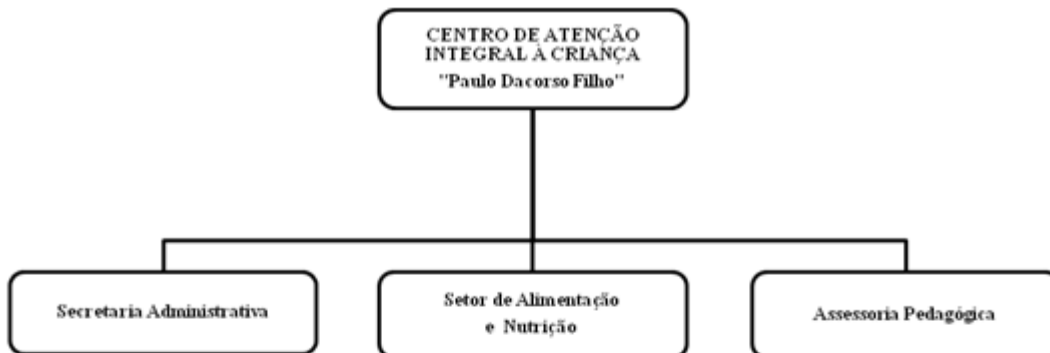 CENTRO DE ATENÇÃO
INTEGRAL À CRIANÇA
"Paulo Dacorso Filho"
Secretaria Administrativa
Setor de Alimentação
e Nutrição
Assessoria Pedagógica